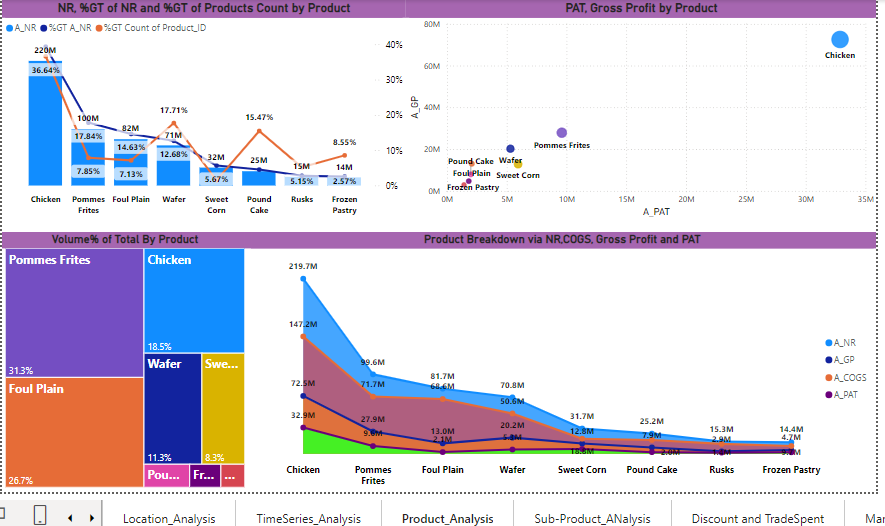 NR, %GT of NR and %GT of Products Count by Product
A_NR %GT A_NR %GT Count of Product_ID
220M
36.64%
100M
17.84%
7.85%
82M
14.63%
7.13%
17.71%
71M
12.68%
32M
5.67%
15.47%
25M
15M
5.15%
8.55%
14M
2.57%
40%
30%
20%
10%
0%
Chicken
Pommes Frites
Foul Plain
Wafer
Sweet Corn
Pound Cake
Rusks
Frozen Pastry
PAT, Gross Profit by Product
A_GP
80M
60M
40M
20M
0M
Chicken
Pommes Frites
Wafer
Pound Cake
Foul Plain
Sweet Corn
Frozen Pastry
0M 5M 10M 15M 20M 25M 30M 35M
A_PAT
Volume% of Total By Product
Pommes Frites
31.3%
Foul Plain
26.7%
Chicken
18.5%
Wafer
11.3%
Swe...
8.3%
Pou...
Fr...
...
Product Breakdown via NR,COGS, Gross Profit and PAT
219.7M
147.2M
72.5M
32.9M
99.6M
71.7M
27.9M
81.7M
68.6M
13.0M
2.1M
70.8M
50.6M
20.2M
31.7M
12.8M
25.2M
7.9M
2.0M
15.3M
2.9M
14.4M
4.7M
Chicken
Pommes Frites
Foul Plain
Wafer
Sweet Corn
Pound Cake
Rusks
Frozen Pastry
A_NR
A_GP
A_COGS
A_PAT
Location_Analysis TimeSeries_Analysis Product_Analysis Sub-Product_ANalysis Discount and TradeSpent Mar